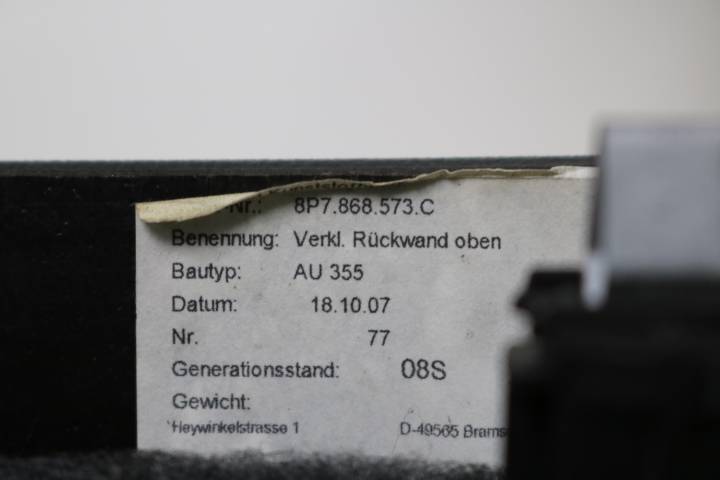 Nr.: 8P7.868.573.C
Benennung: Verkl. Rückwand oben
Bautyp: AU 355
Datum: 18.10.07
Nr. 77
Generationsstand: 08S
Gewicht:
Heywinkelstrasse 1 D-49565 Brams